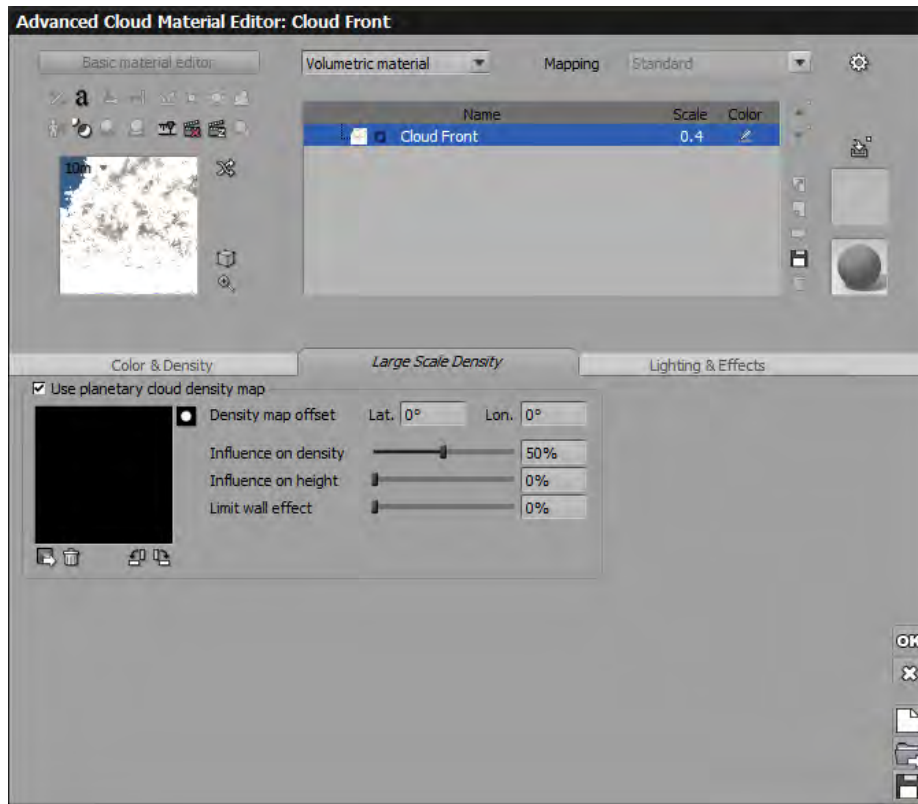 Advanced Cloud Material Editor: Cloud Front
Basic material editor
Volumetric material
Mapping
Standard
a
Name
Scale
Color
Cloud Front
0.4
10m
Color & Density
Large Scale Density
Lighting & Effects
Use planetary cloud density map
Density map offset
Lat.
0°
Lon.
0°
Influence on density
50%
Influence on height
0%
Limit wall effect
0%
OK